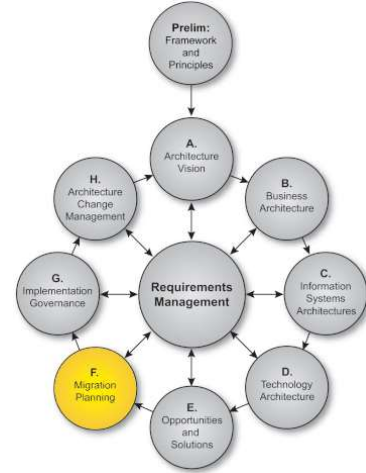 Prelim:
Framework
and
Principles
A.
Architecture
Vision
B.
Business
Architecture
C.
Information
Systems
Architectures
D.
Technology
Architecture
E.
Opportunities
and
Solutions
F.
Migration
Planning
G.
Implementation
Governance
H.
Architecture
Change
Management
Requirements
Management